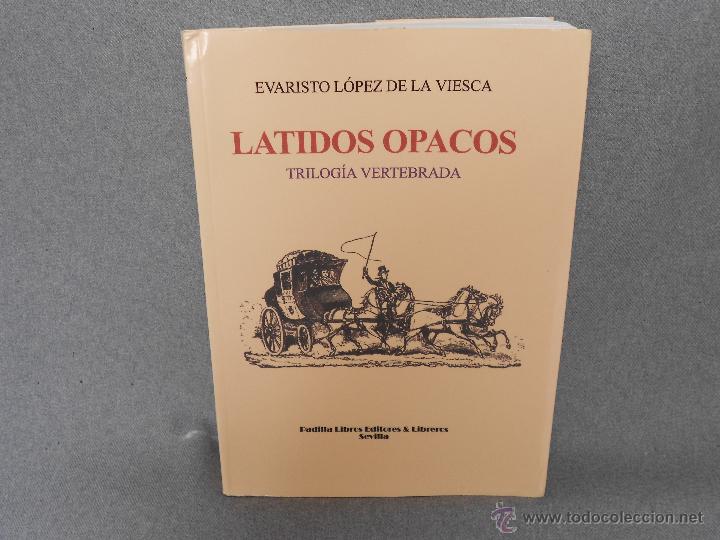 EVARISTO LÓPEZ DE LA VIESCA
LATIDOS OPACOS
TRILOGÍA VERTEBRADA
Padilla Libros Editores & Libreros
Sevilla
© www.todocoleccion.net